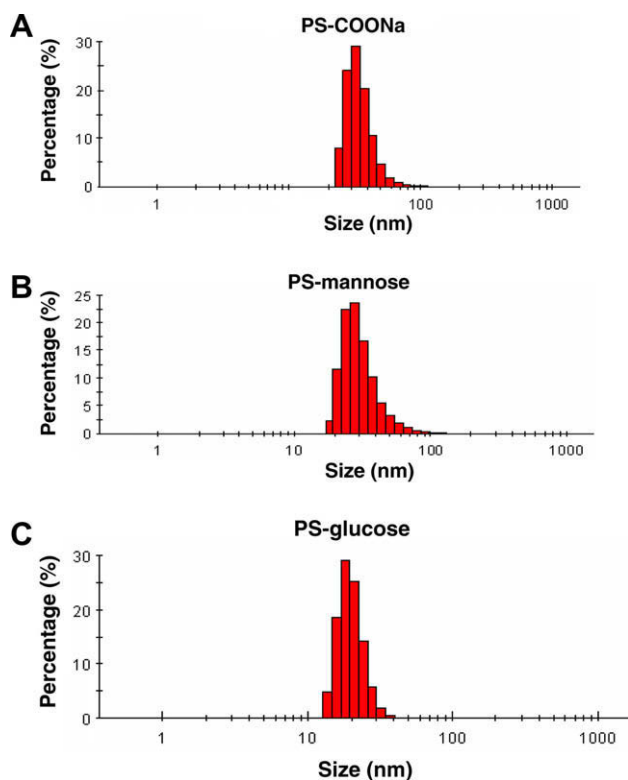 A
PS-COONa
Percentage (%)
30
20
10
0
1 100 1000
Size (nm)
B
PS-mannose
Percentage (%)
25
20
15
10
5
0
1 10 100 1000
Size (nm)
C
PS-glucose
Percentage (%)
30
20
10
0
1 10 100 1000
Size (nm)